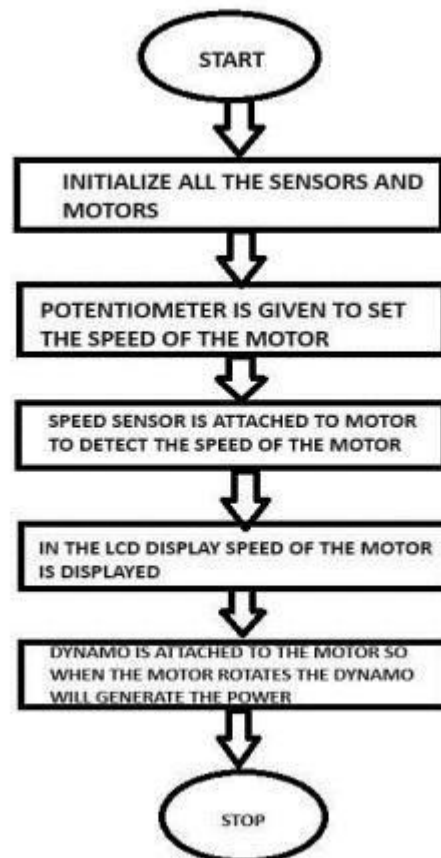 START
INITIALIZE ALL THE SENSORS AND
MOTORS
POTENTIOMETER IS GIVEN TO SET
THE SPEED OF THE MOTOR
SPEED SENSOR IS ATTACHED TO MOTOR
TO DETECT THE SPEED OF THE MOTOR
IN THE LCD DISPLAY SPEED OF THE MOTOR
IS DISPLAYED
DYNAMO IS ATTACHED TO THE MOTOR SO
WHEN THE MOTOR ROTATES THE DYNAMO
WILL GENERATE THE POWER
STOP